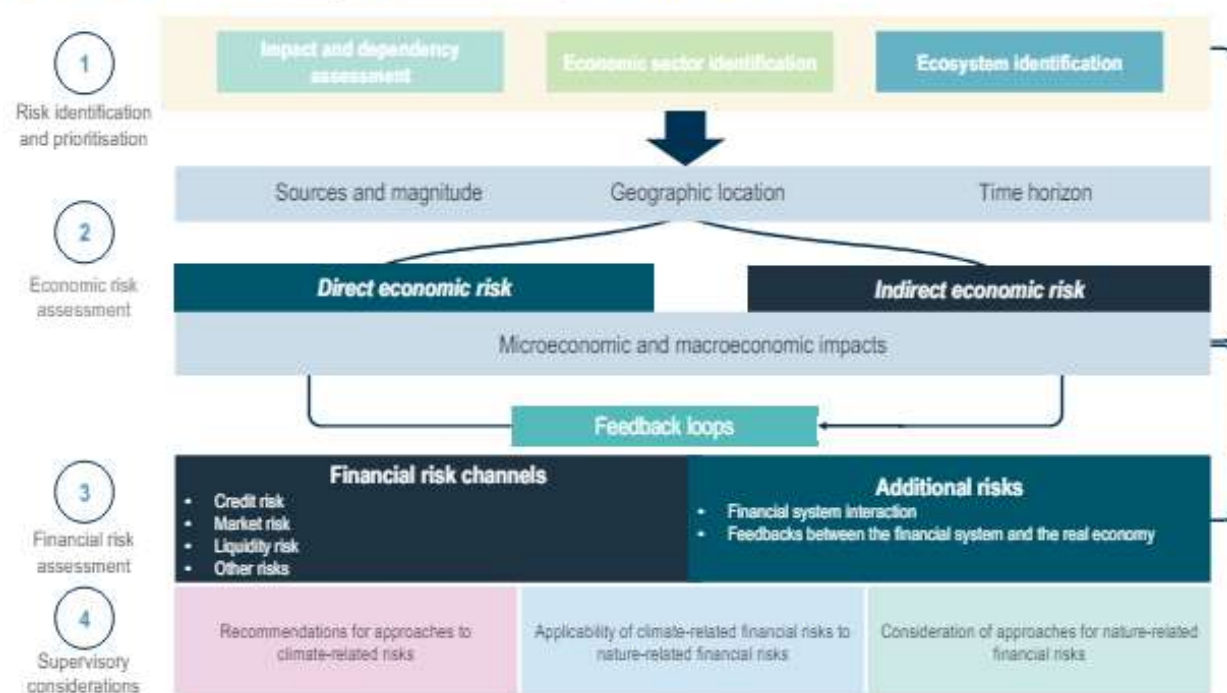 1
Risk identification
and prioritisation
Impact and dependency
assessment
Economic sector identification
Ecosystem identification
Sources and magnitude
Geographic location
Time horizon
2
Economic risk
assessment
Direct economic risk
Indirect economic risk
Microeconomic and macroeconomic impacts
Feedback loops
3
Financial risk
assessment
Financial risk channels
• Credit risk
• Market risk
• Liquidity risk
• Other risks
Additional risks
• Financial system interaction
• Feedbacks between the financial system and the real economy
4
Supervisory
considerations
Recommendations for approaches to
climate-related risks
Applicability of climate-related financial risks to
nature-related financial risks
Consideration of approaches for nature-related
financial risks